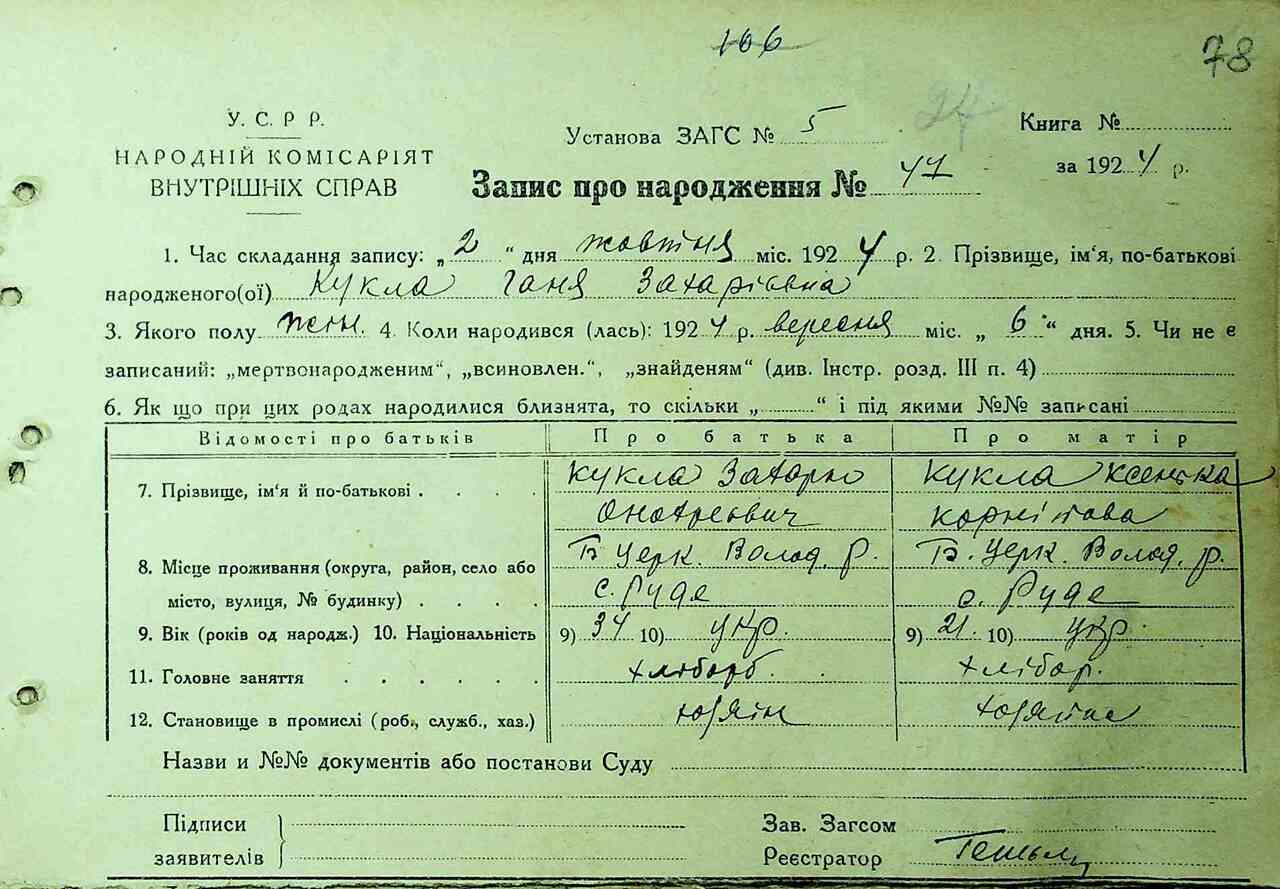 106
78
У. С. Р Р.
НАРОДНІЙ КОМІСАРІЯТ
ВНУТРІШНІХ СПРАВ
Установа ЗАГС № 5
24
Книга №
за 1924 р.
Запис про народження № 47
1. Час складання запису: „2“ дня жовтня міс. 1924 р. 2. Прізвище, ім‘я, по-батькові
народженого(ої) Кукла Ганя Захарієвна
3. Якого полу жен. 4. Коли народився (лась): 1924 р. вересня міс. „6“ дня. 5. Чи не є
записаний: „мертвонародженим“, „всиновлен.“, „знайденям“ (див. Інстр. розд. III п. 4)
6. Як що при цих родах народилися близнята, то скільки „ “ і під якими №№ записані
Відомості про батьків Про батька Про матір
7. Прізвище, ім‘я й по-батькові . . . . Кукла Захарко Кукла Ксенька
8. Місце проживання (округа, район, село або Б Церк. Волод. р. Б. Церк. Волод. р.
місто, вулиця, № будинку) . . . . с. Руде с. Руде
9. Вік (років од народж.) 10. Національність 9) 34 10) укр. 9) 21. 10) укр.
11. Головне заняття . . . . . . хлібороб. хлібор.
12. Становище в промислі (роб., служб., хаз.)
Назви и №№ документів або постанови Суду
Підписи
заявителів
Зав. Загсом
Реєстратор